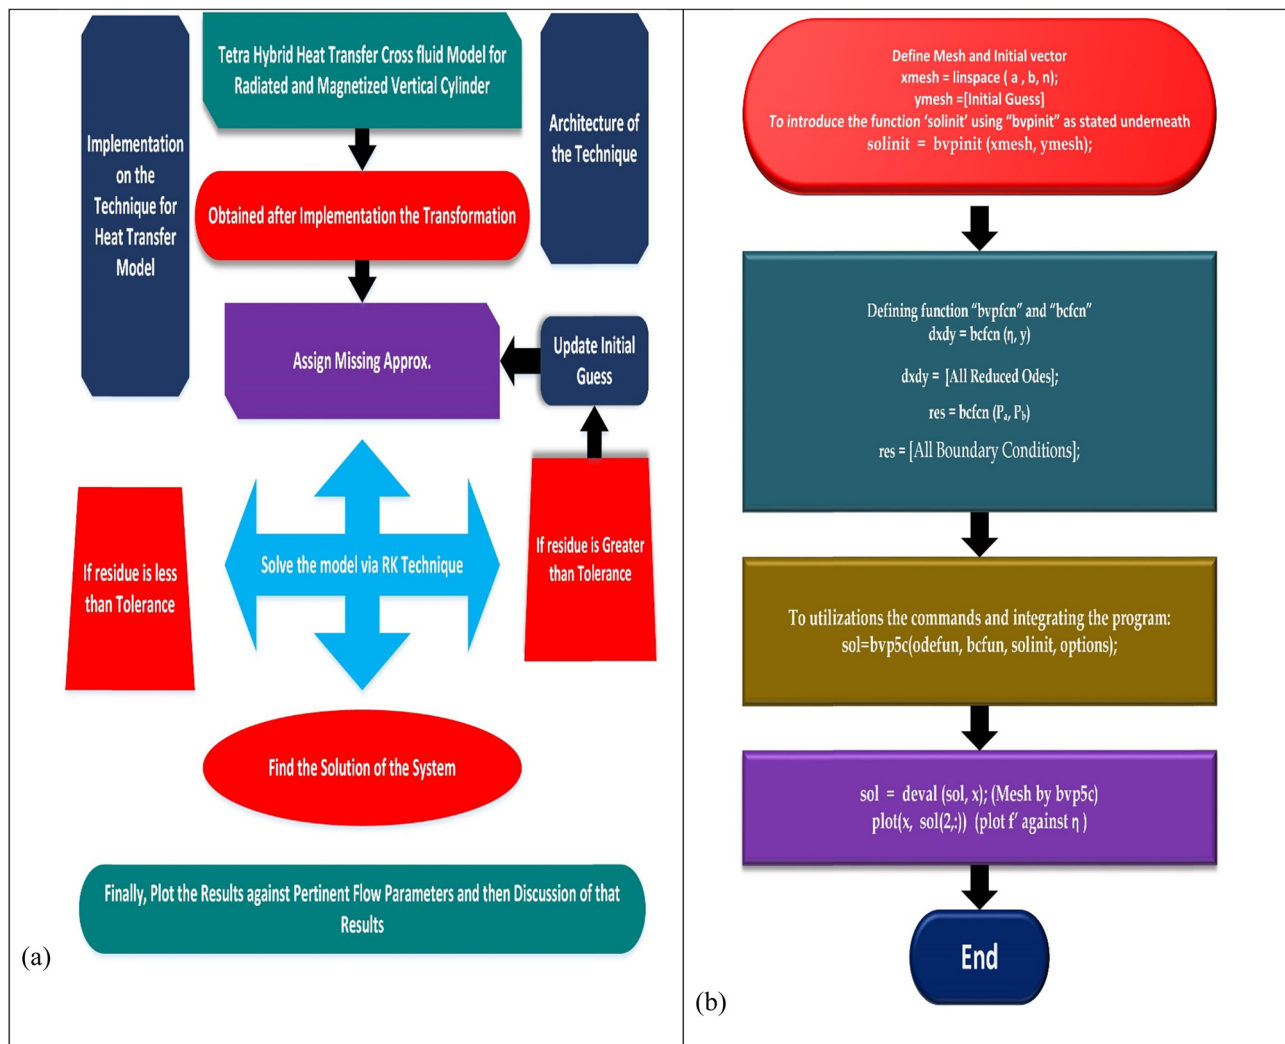 Implementation
on the
Technique for
Heat Transfer
Model
Tetra Hybrid Heat Transfer Cross fluid Model for
Radiated and Magnetized Vertical Cylinder
Architecture of
the Technique
Obtained after Implementation the Transformation
Assign Missing Approx.
Update Initial
Guess
If residue is less
than Tolerance
Solve the model via RK Technique
If residue is Greater
than Tolerance
Find the Solution of the System
Finally, Plot the Results against Pertinent Flow Parameters and then Discussion of that
Results
(a)
Define Mesh and Initial vector
xmesh = linspace ( a , b, n);
ymesh =[Initial Guess]
To introduce the function ‘solinit’ using “bvpinit” as stated underneath
solinit = bvpinit (xmesh, ymesh);
Defining function “bvpfcn” and “bcfcn”
dxdy = bcfcn (η, y)
dxdy = [All Reduced Odes];
res = bcfcn (Pₐ, P_b)
res = [All Boundary Conditions];
To utilizations the commands and integrating the program:
sol=bvp5c(odefun, bcfun, solinit, options);
sol = deval (sol, x); (Mesh by bvp5c)
plot(x, sol(2,:)) (plot f' against η )
End
(b)